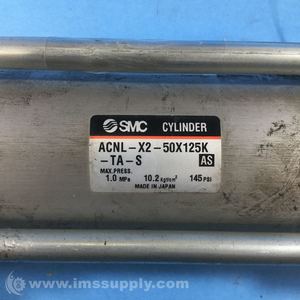 SMC CYLINDER
ACNL-X2-50X125K
-TA-S AS
MAX.PRESS.
1.0 MPa 10.2 kgf/cm² 145 PSI
MADE IN JAPAN
© www.imssupply.com